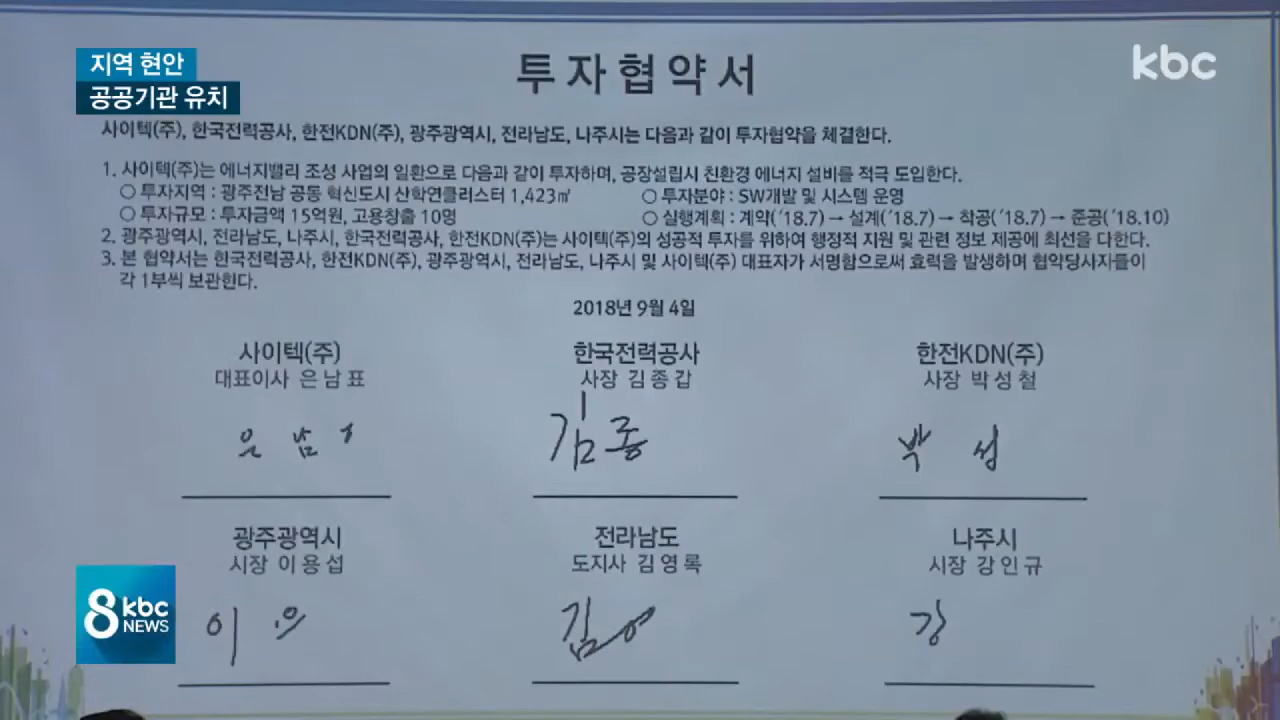 지역 현안
공공기관 유치
kbc
투자협약서
사이텍(주), 한국전력공사, 한전KDN(주), 광주광역시, 전라남도, 나주시는 다음과 같이 투자협약을 체결한다.
1. 사이텍(주)는 에너지밸리 조성 사업의 일환으로 다음과 같이 투자하며, 공장설립시 친환경 에너지 설비를 적극 도입한다.
○ 투자지역 : 광주전남 공동 혁신도시 산학연클러스터 1,423㎡ ○ 투자분야 : SW개발 및 시스템 운영
○ 투자규모 : 투자금액 15억원, 고용창출 10명 ○ 실행계획 : 계약('18.7) → 설계('18.7) → 착공('18.7) → 준공('18.10)
2. 광주광역시, 전라남도, 나주시, 한국전력공사, 한전KDN(주)는 사이텍(주)의 성공적 투자를 위하여 행정적 지원 및 관련 정보 제공에 최선을 다한다.
3. 본 협약서는 한국전력공사, 한전KDN(주), 광주광역시, 전라남도, 나주시 및 사이텍(주) 대표자가 서명함으로써 효력을 발생하며 협약당사자들이
각 1부씩 보관한다.
2018년 9월 4일
사이텍(주) 한국전력공사 한전KDN(주)
대표이사 은남표 사장 김종갑 사장 박성철
은 남 김종 박 성
광주광역시 전라남도 나주시
시장 이용섭 도지사 김영록 시장 강인규
이 김 강
8 kbc
NEWS